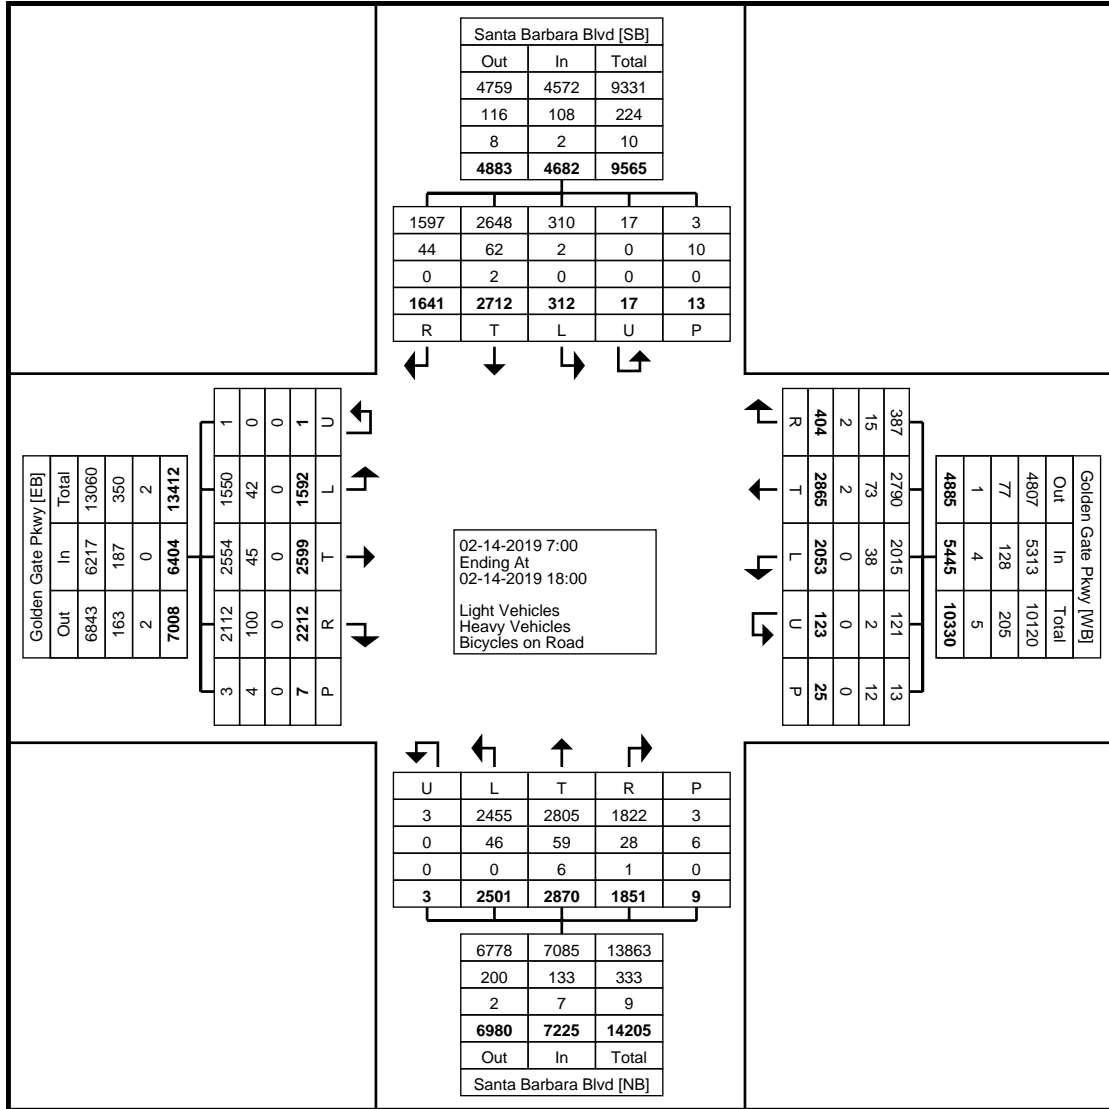 Santa Barbara Blvd [SB]
Out In Total
4759 4572 9331
116 108 224
8 2 10
4883 4682 9565
1597 2648 310 17 3
44 62 2 0 10
0 2 0 0 0
1641 2712 312 17 13
R T L U P
Golden Gate Pkwy [EB]
Total In Out
13060 6217 6843
350 187 163
2 0 2
13412 6404 7008
1 1550 2554 2112 3
0 42 45 100 4
0 0 0 0 0
1 1592 2599 2212 7
U L T R P
02-14-2019 7:00
Ending At
02-14-2019 18:00
Light Vehicles
Heavy Vehicles
Bicycles on Road
Golden Gate Pkwy [WB]
Out In Total
4807 5313 10120
77 128 205
1 4 5
4885 5445 10330
387 2790 2015 121 13
15 73 38 2 12
2 2 0 0 0
404 2865 2053 123 25
R T L U P
U L T R P
3 2455 2805 1822 3
0 46 59 28 6
0 0 6 1 0
3 2501 2870 1851 9
6778 7085 13863
200 133 333
2 7 9
6980 7225 14205
Out In Total
Santa Barbara Blvd [NB]